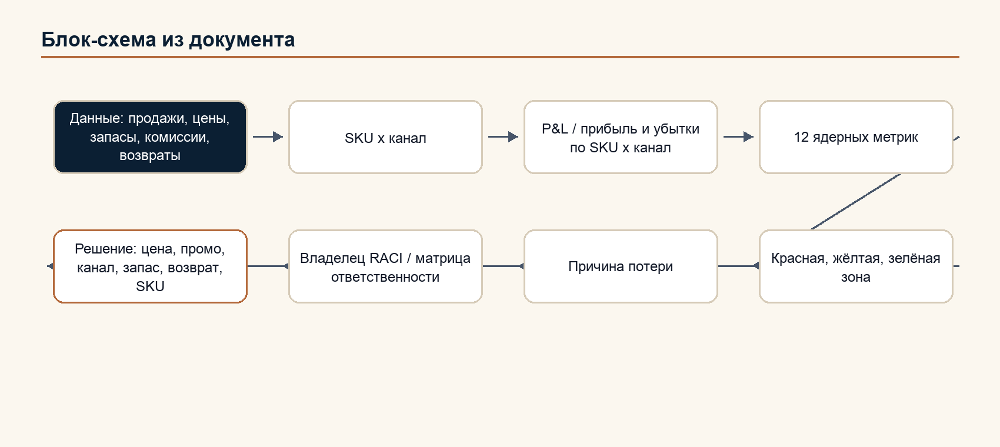 Блок-схема из документа
Данные: продажи, цены,
запасы, комиссии,
возвраты
SKU x канал
P&L / прибыль и убытки
по SKU x канал
12 ядерных метрик
Решение: цена, промо,
канал, запас, возврат,
SKU
Владелец RACI / матрица
ответственности
Причина потери
Красная, жёлтая, зелёная
зона